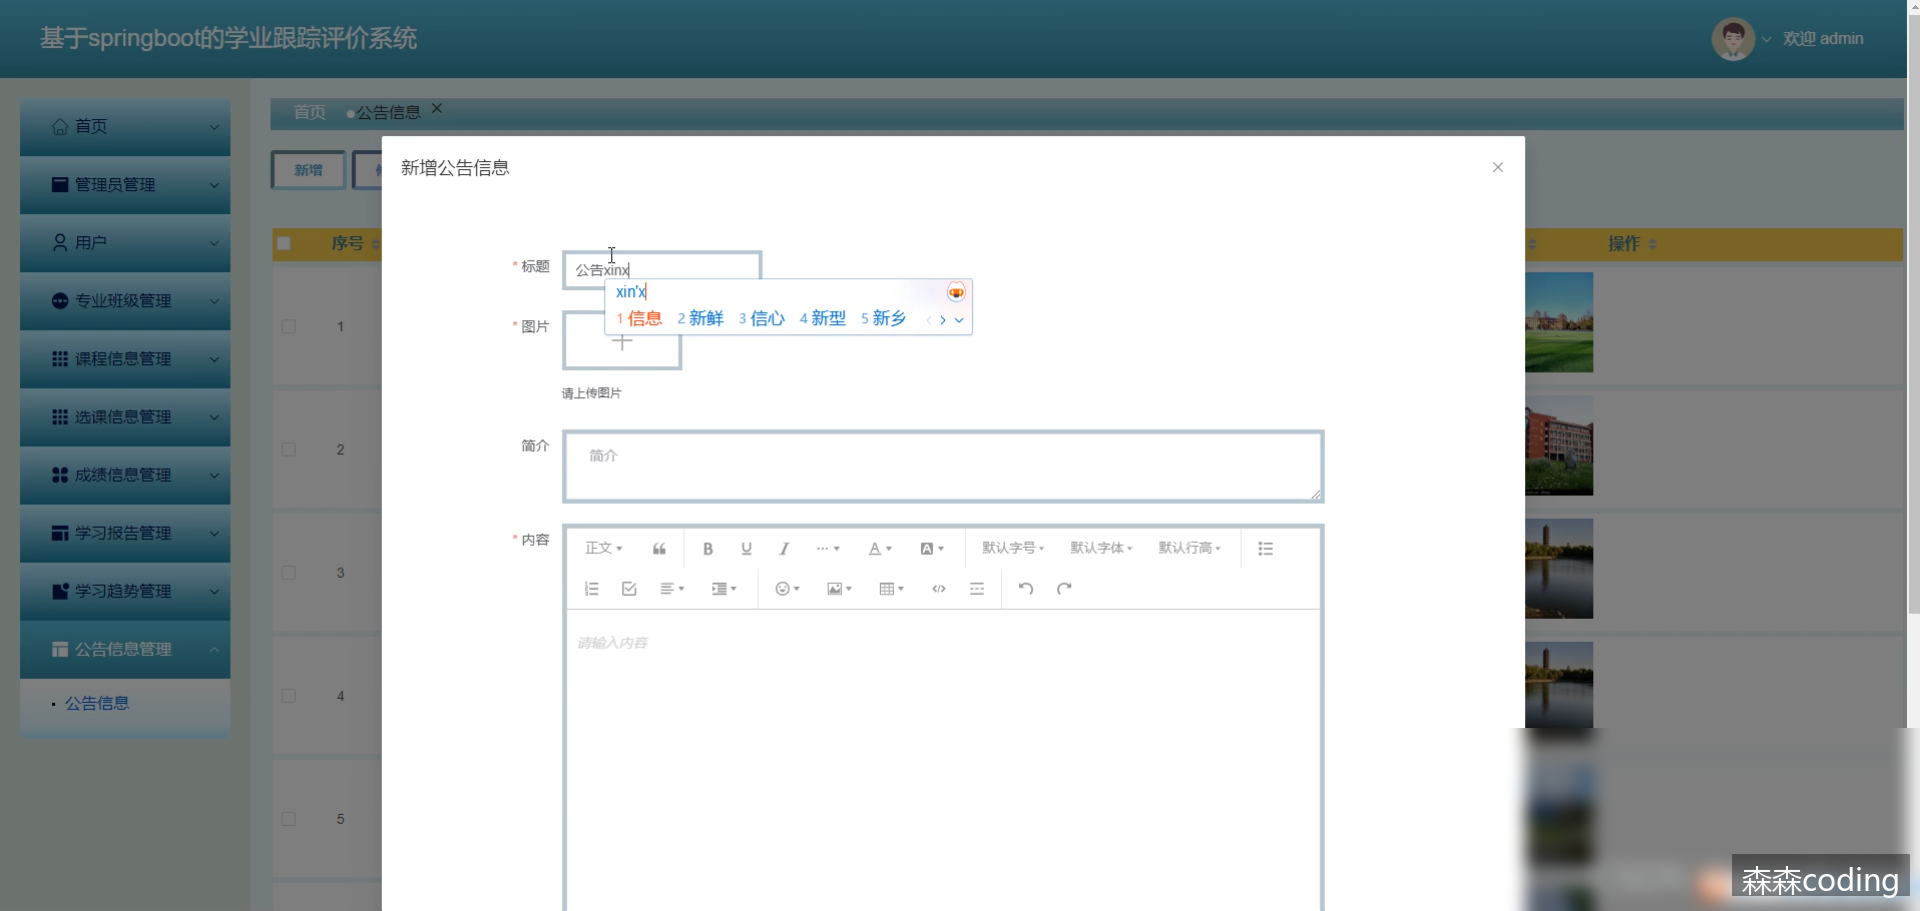 基于springboot的学业跟踪评价系统
欢迎 admin
首页
管理员管理
用户
专业班级管理
课程信息管理
选课信息管理
成绩信息管理
学习报告管理
学习趋势管理
公告信息管理
公告信息
首页 公告信息
新增
序号
操作
1
2
3
4
5
新增公告信息
* 标题
公告xinx
xin'x
1 信息 2 新鲜 3 信心 4 新型 5 新乡
* 图片
请上传图片
简介
简介
* 内容
正文 B U I ... A A 默认字号 默认字体 默认行高
请输入内容
森森coding